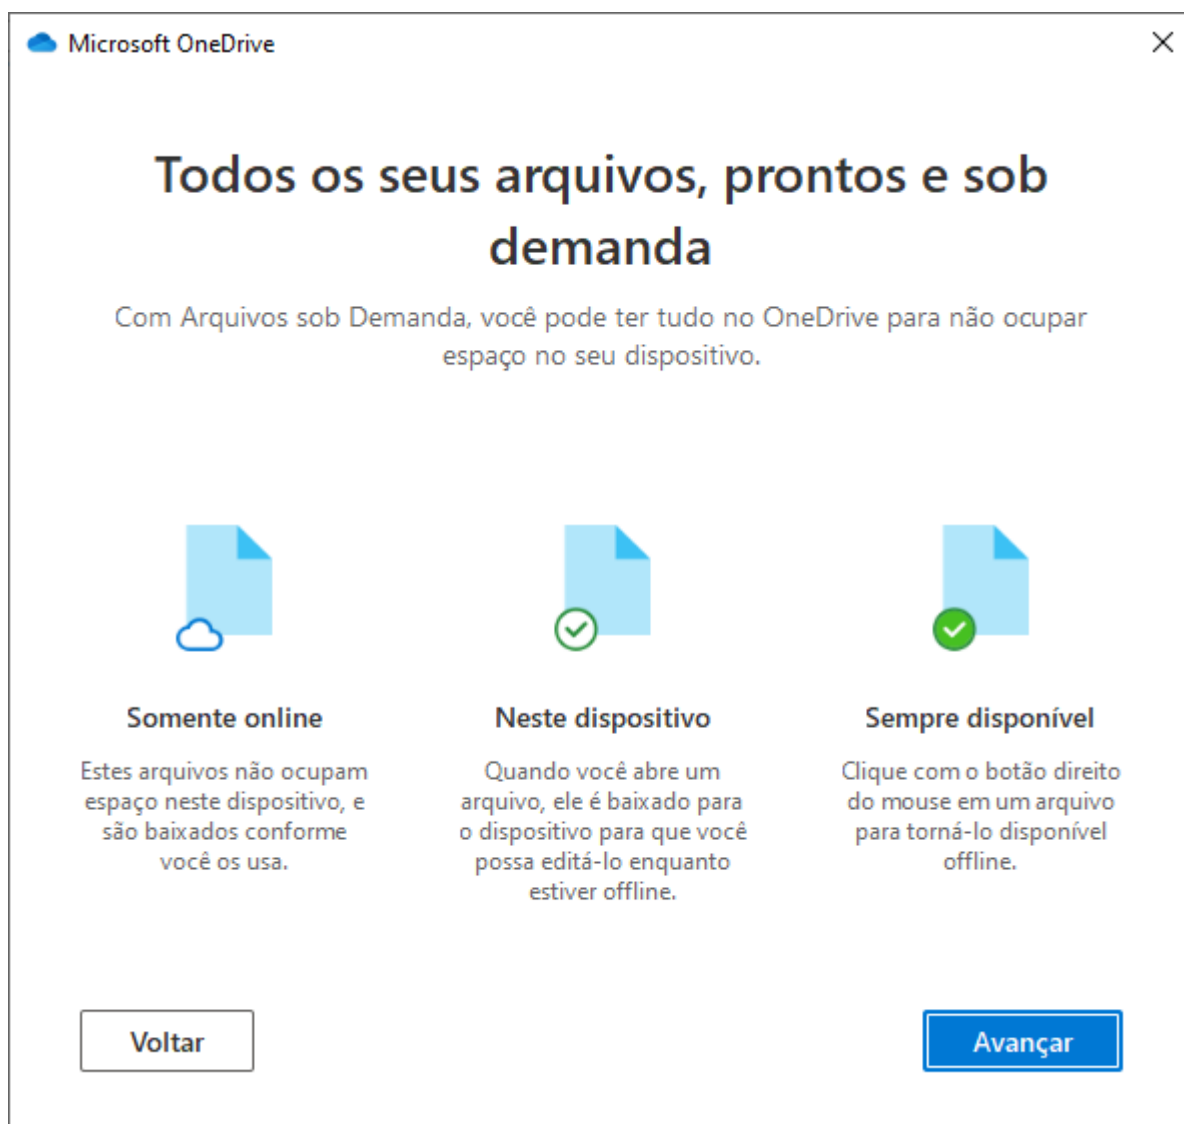 Microsoft OneDrive
Todos os seus arquivos, prontos e sob
demanda
Com Arquivos sob Demanda, você pode ter tudo no OneDrive para não ocupar
espaço no seu dispositivo.
Somente online
Estes arquivos não ocupam
espaço neste dispositivo, e
são baixados conforme
você os usa.
Neste dispositivo
Quando você abre um
arquivo, ele é baixado para
o dispositivo para que você
possa editá-lo enquanto
estiver offline.
Sempre disponível
Clique com o botão direito
do mouse em um arquivo
para torná-lo disponível
offline.
Voltar
Avançar